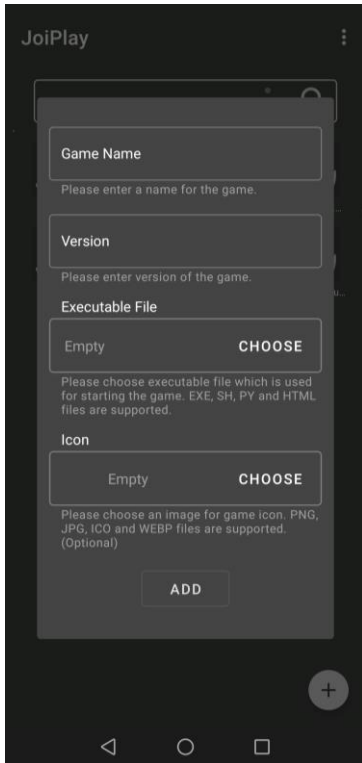 JoiPlay
Game Name
Please enter a name for the game.
Version
Please enter version of the game.
Executable File
Empty CHOOSE
Please choose executable file which is used
for starting the game. EXE, SH, PY and HTML
files are supported.
Icon
Empty CHOOSE
Please choose an image for game icon. PNG,
JPG, ICO and WEBP files are supported.
(Optional)
ADD